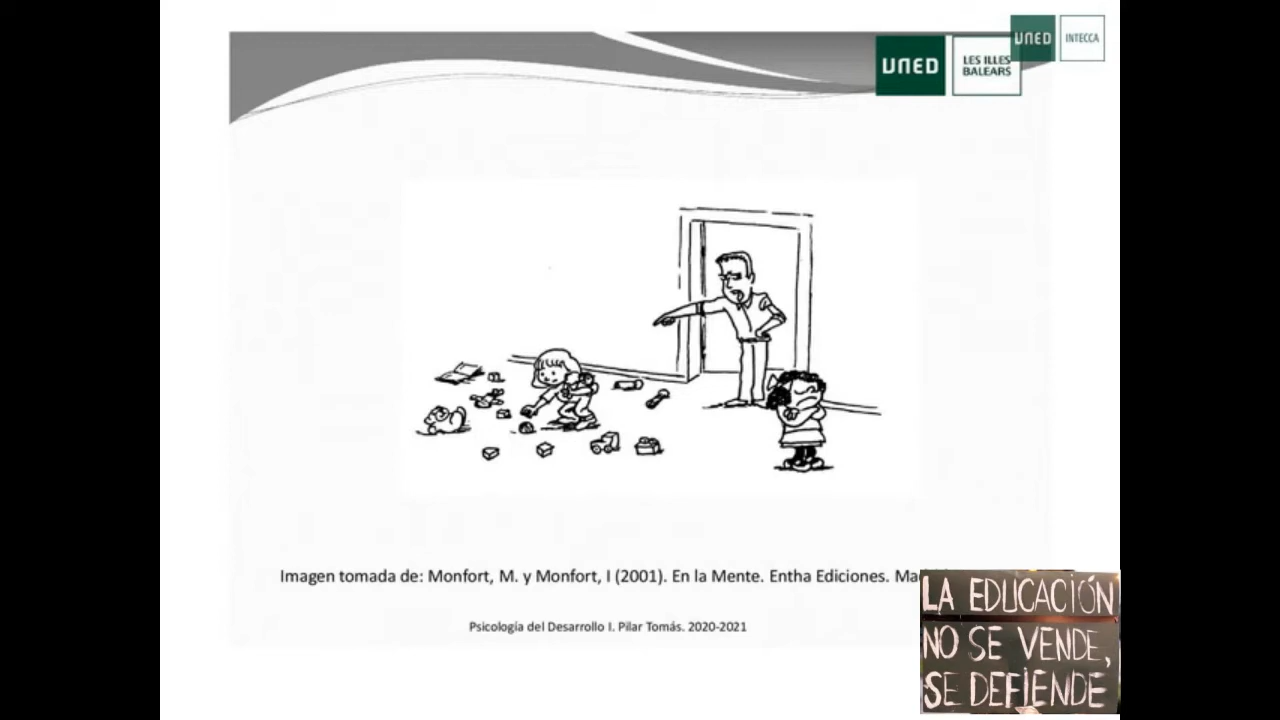 UNED
INTECCA
UNED
LES ILLES
BALEARS
Imagen tomada de: Monfort, M. y Monfort, I (2001). En la Mente. Entha Ediciones.
Psicología del Desarrollo I. Pilar Tomás. 2020-2021
LA EDUCACIÓN
NO SE VENDE,
SE DEFIENDE